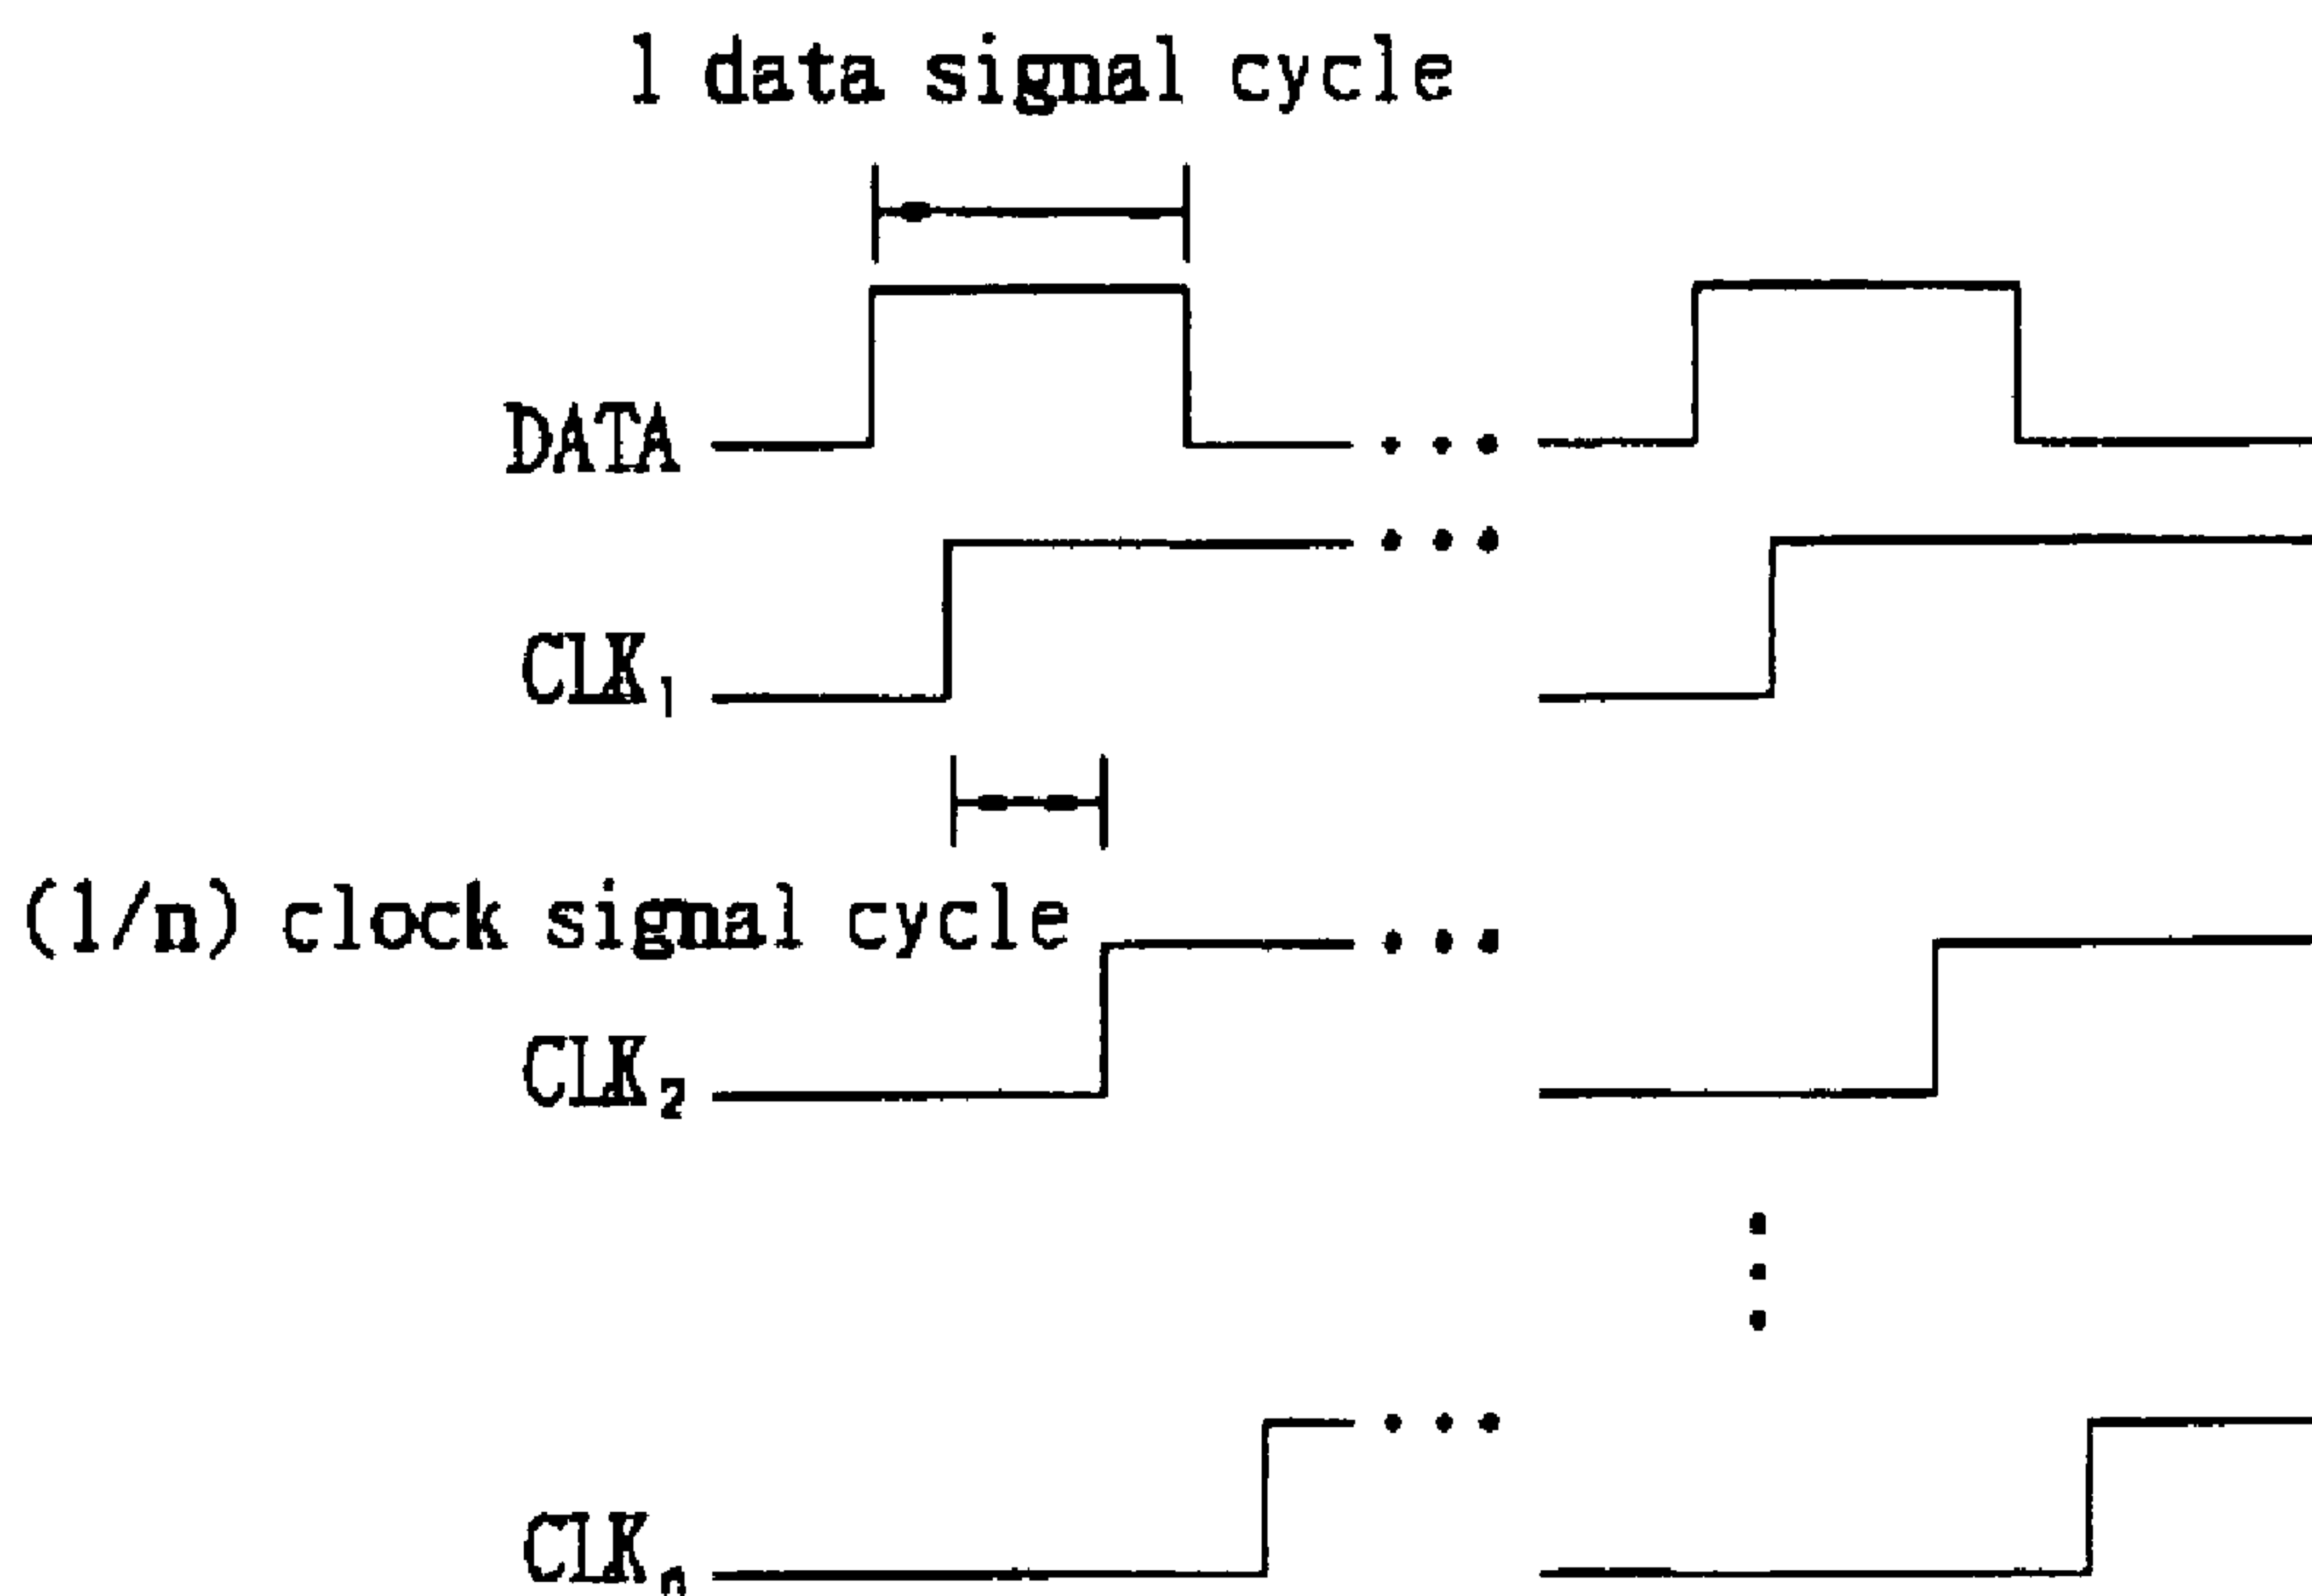 1 data signal cycle
DATA
CLK₁
(1/n) clock signal cycle
CLK₂
CLKₙ